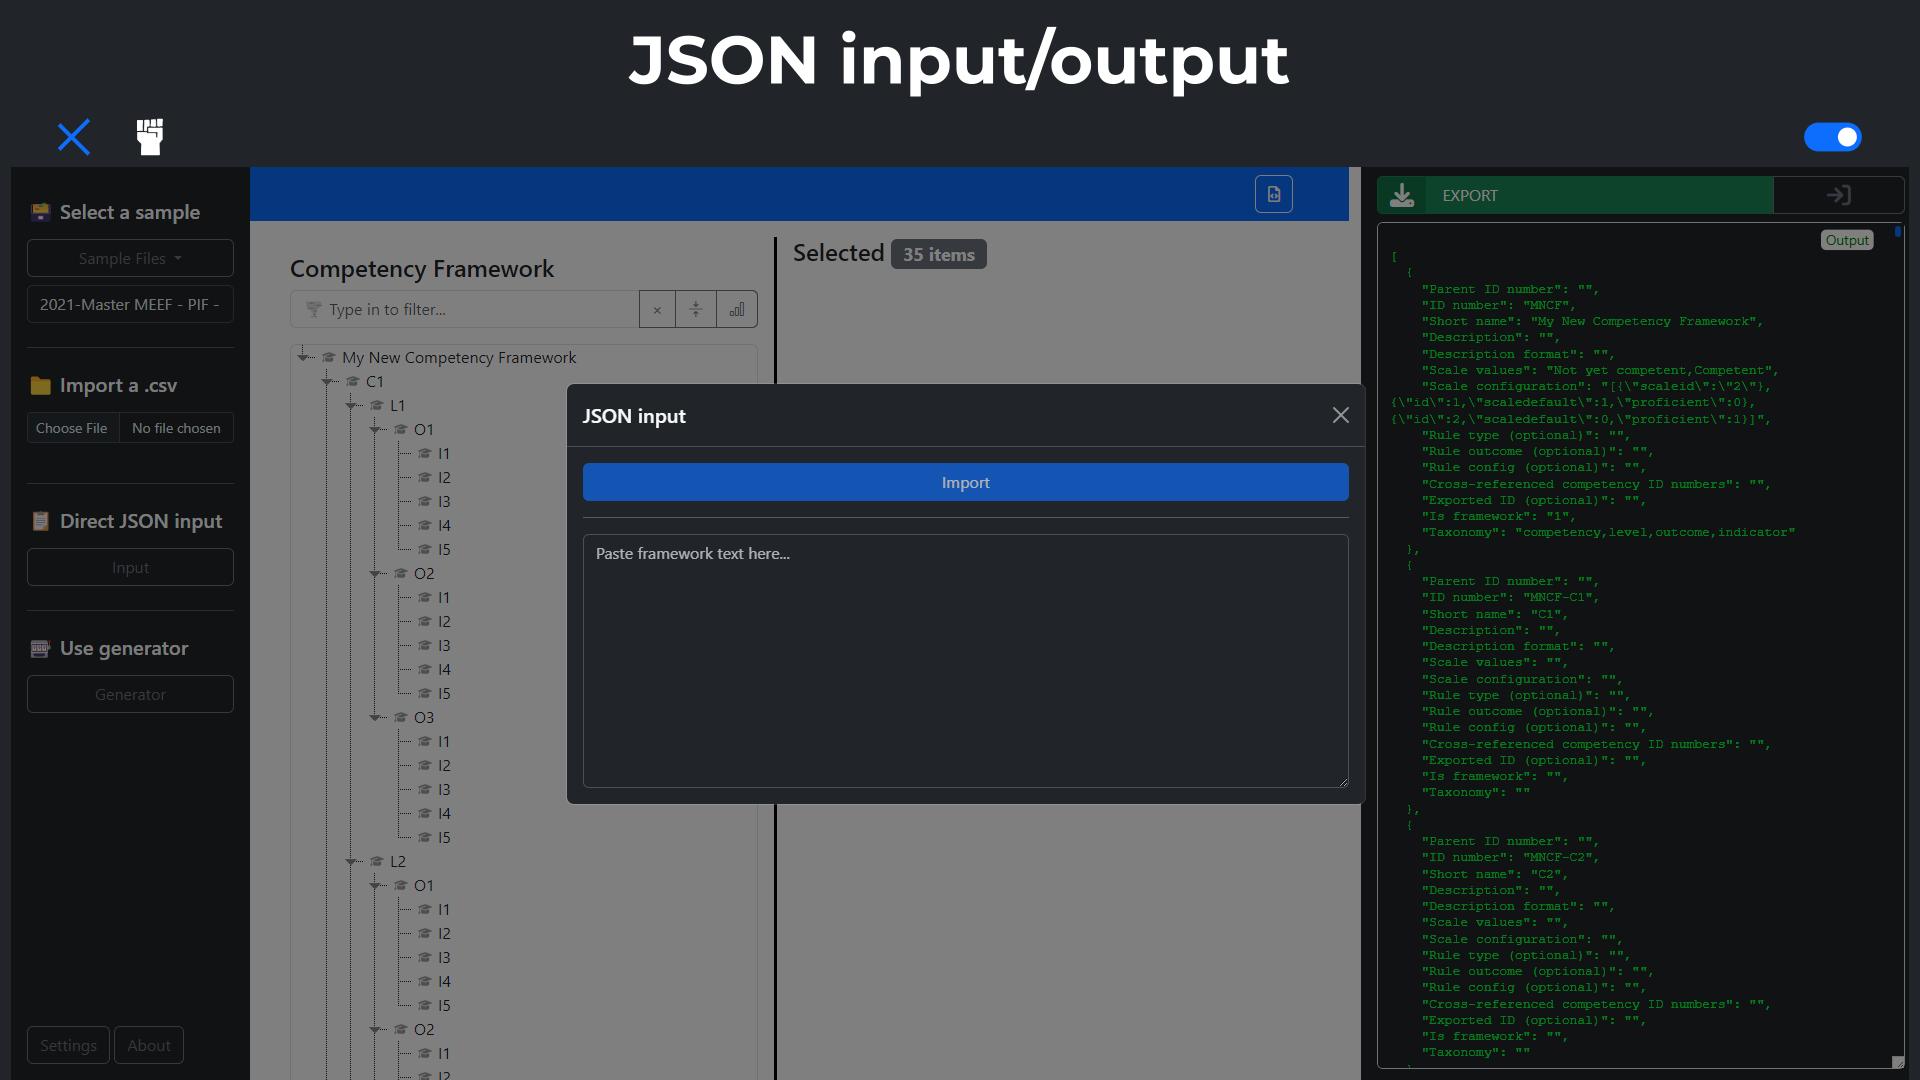 JSON input/output
Select a sample
Sample Files
2021-Master MEEF - PIF -
Import a .csv
Choose File No file chosen
Direct JSON input
Input
Use generator
Generator
Settings About
Competency Framework
Type in to filter...
×
My New Competency Framework
C1
L1
O1
I1
I2
I3
I4
I5
O2
I1
I2
I3
I4
I5
O3
I1
I2
I3
I4
I5
L2
O1
I1
I2
I3
I4
I5
O2
I1
I2
Selected 35 items
JSON input
Import
Paste framework text here...
EXPORT
Output
[
{
"Parent ID number": "",
"ID number": "MNCF",
"Short name": "My New Competency Framework",
"Description": "",
"Description format": "",
"Scale values": "Not yet competent,Competent",
"Scale configuration": "[{\"scaleid\":\"2\"},
{\"id\":1,\"scaledefault\":1,\"proficient\":0},
{\"id\":2,\"scaledefault\":0,\"proficient\":1}]",
"Rule type (optional)": "",
"Rule outcome (optional)": "",
"Rule config (optional)": "",
"Cross-referenced competency ID numbers": "",
"Exported ID (optional)": "",
"Is framework": "1",
"Taxonomy": "competency,level,outcome,indicator"
},
{
"Parent ID number": "",
"ID number": "MNCF-C1",
"Short name": "C1",
"Description": "",
"Description format": "",
"Scale values": "",
"Scale configuration": "",
"Rule type (optional)": "",
"Rule outcome (optional)": "",
"Rule config (optional)": "",
"Cross-referenced competency ID numbers": "",
"Exported ID (optional)": "",
"Is framework": "",
"Taxonomy": ""
},
{
"Parent ID number": "",
"ID number": "MNCF-C2",
"Short name": "C2",
"Description": "",
"Description format": "",
"Scale values": "",
"Scale configuration": "",
"Rule type (optional)": "",
"Rule outcome (optional)": "",
"Rule config (optional)": "",
"Cross-referenced competency ID numbers": "",
"Exported ID (optional)": "",
"Is framework": "",
"Taxonomy": ""